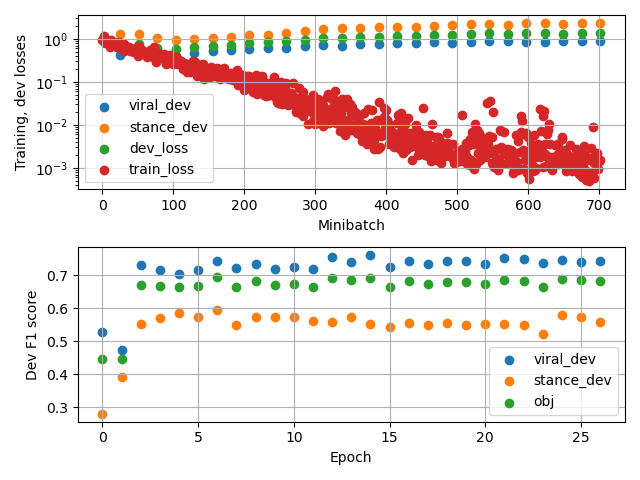 Training, dev losses
10⁰
10⁻¹
10⁻²
10⁻³
viral_dev
stance_dev
dev_loss
train_loss
0 100 200 300 400 500 600 700
Minibatch
Dev F1 score
0.7
0.6
0.5
0.4
0.3
viral_dev
stance_dev
obj
0 5 10 15 20 25
Epoch